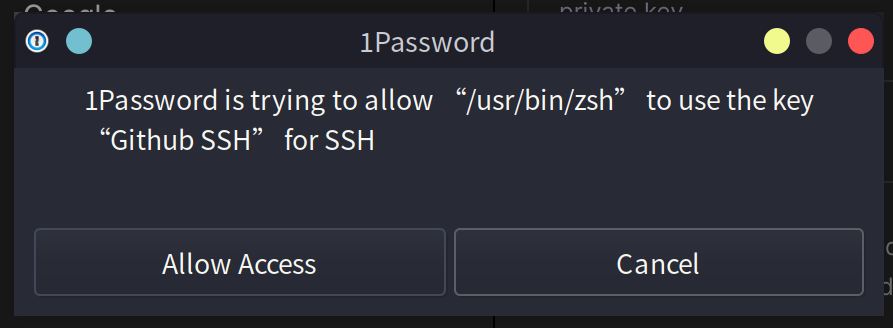 Google
private key
1Password
1Password is trying to allow “/usr/bin/zsh” to use the key
“Github SSH” for SSH
Allow Access
Cancel